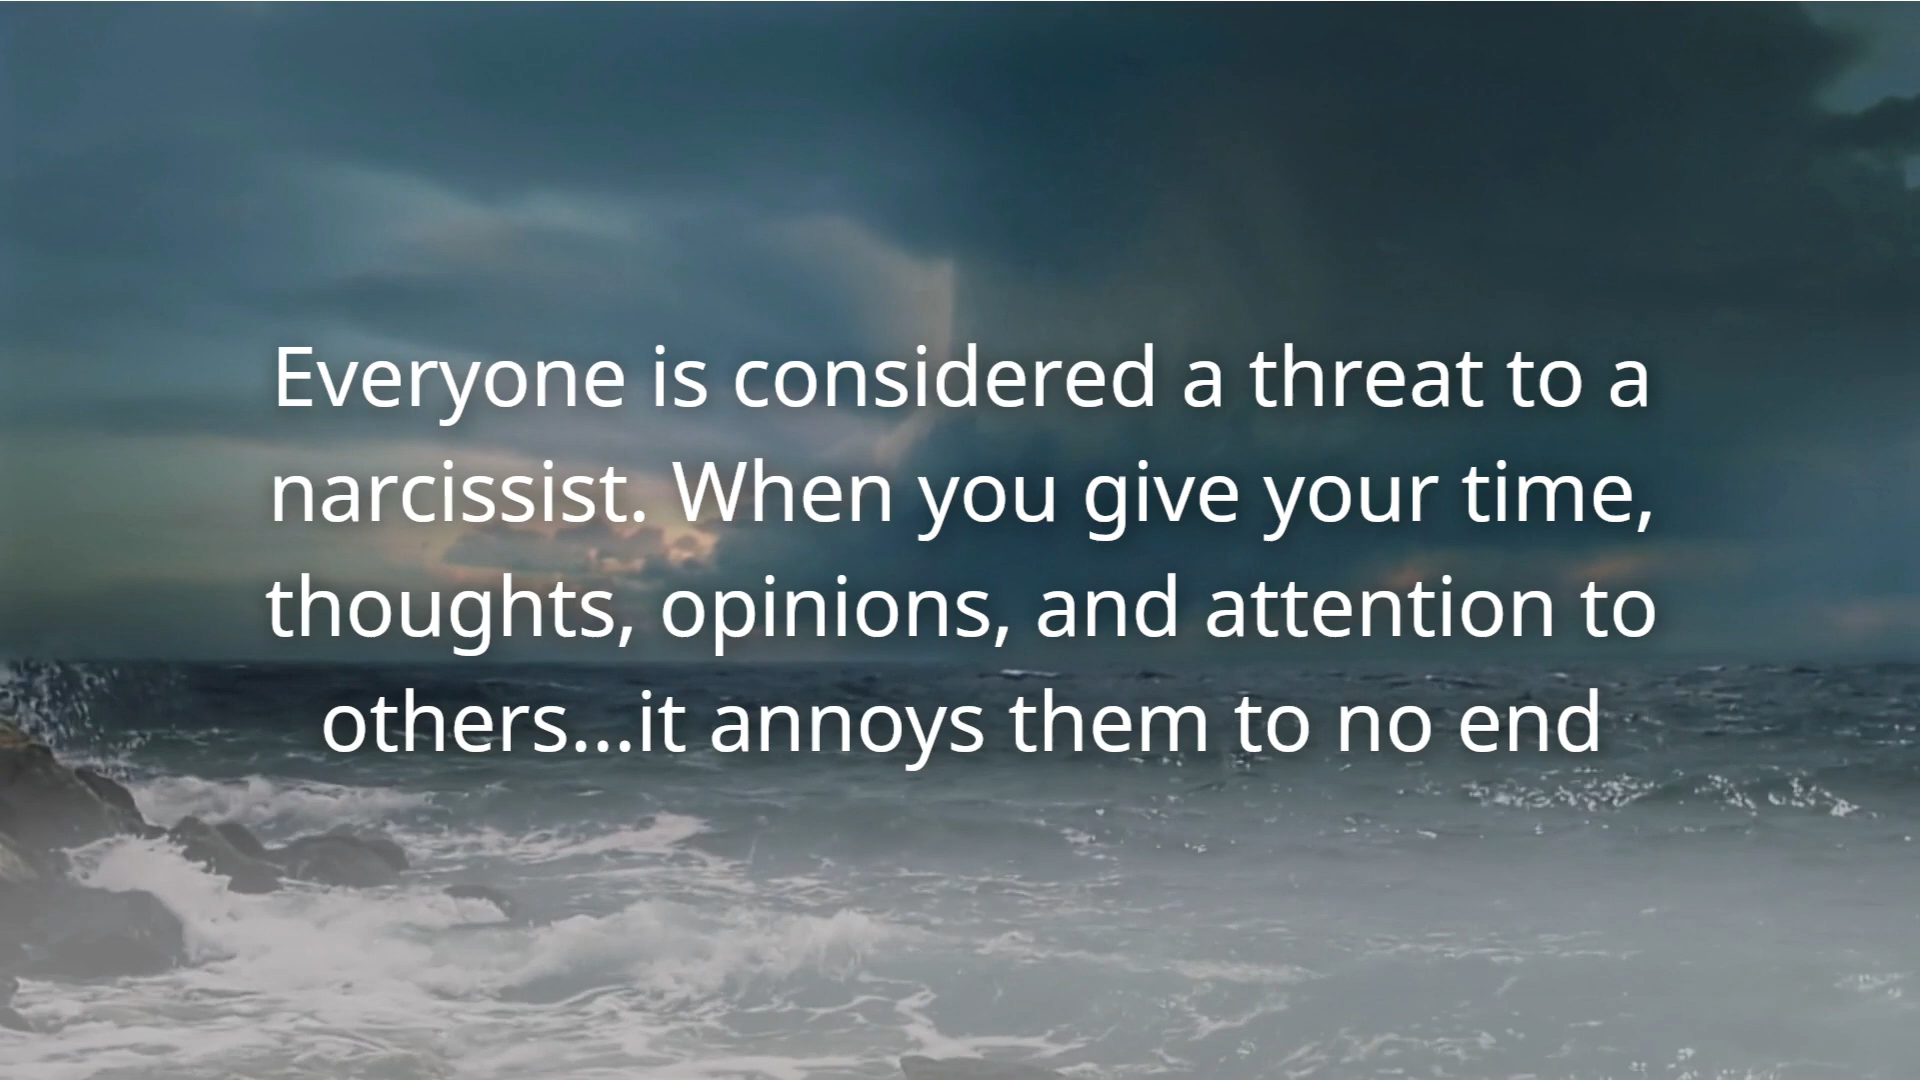 Everyone is considered a threat to a
narcissist. When you give your time,
thoughts, opinions, and attention to
others...it annoys them to no end